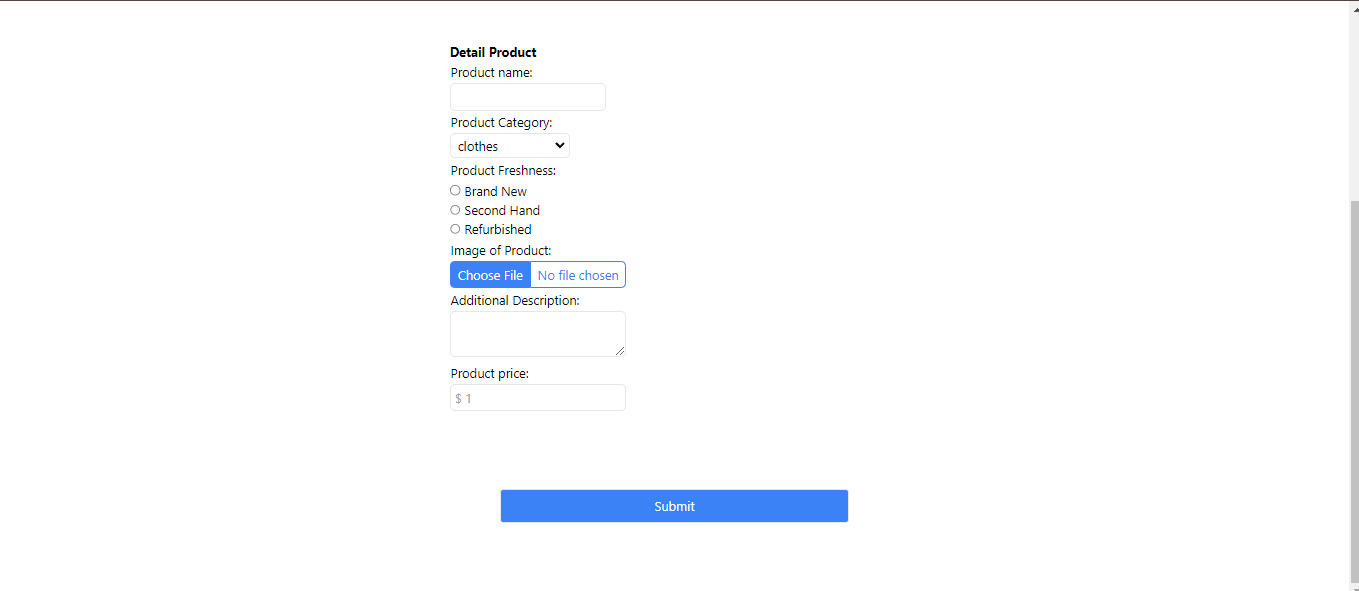 Detail Product
Product name:
Product Category:
clothes
Product Freshness:
Brand New
Second Hand
Refurbished
Image of Product:
Choose File No file chosen
Additional Description:
Product price:
$ 1
Submit